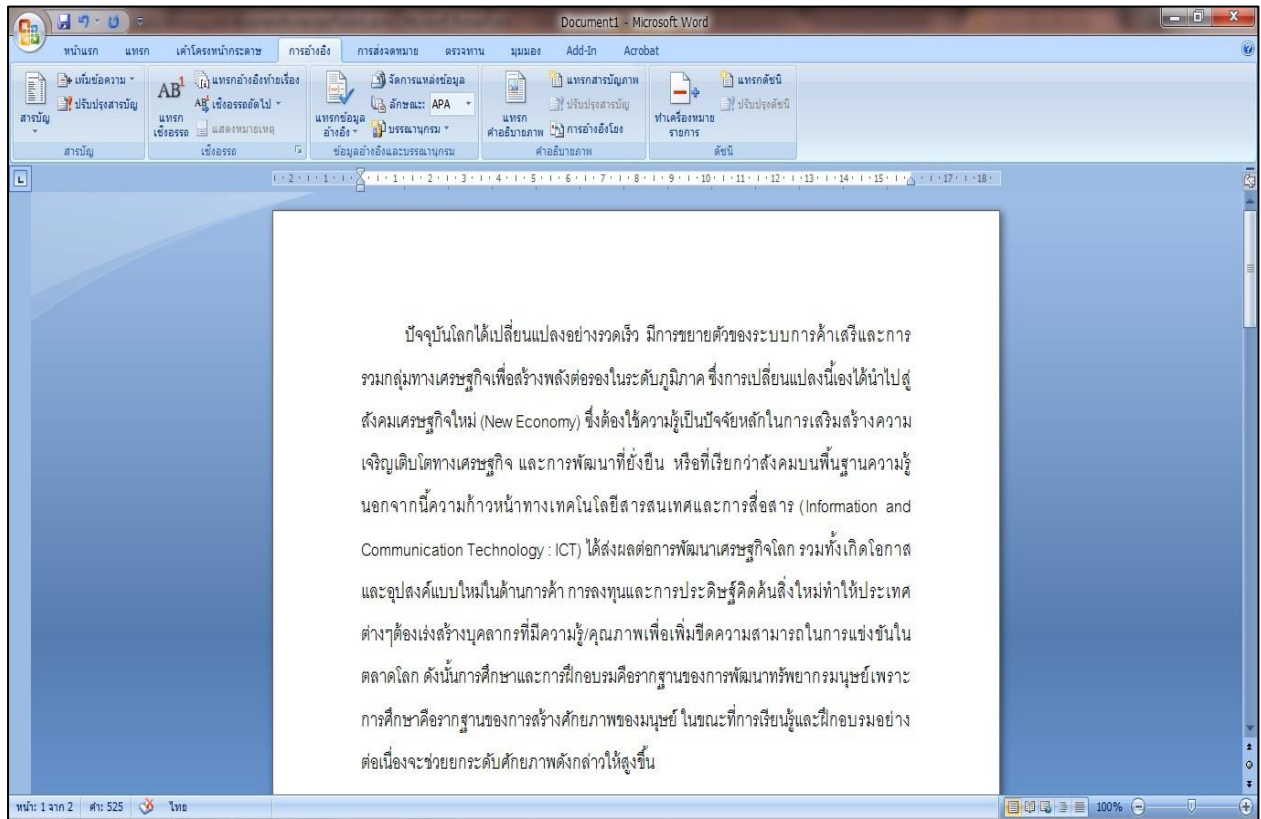 Document1 - Microsoft Word
หน้าแรก แทรก เค้าโครงหน้ากระดาษ การอ้างอิง การส่งจดหมาย ตรวจทาน มุมมอง Add-In Acrobat
สารบัญ
เพิ่มข้อความ
ปรับปรุงสารบัญ
สารบัญ
AB1
แทรก
เชิงอรรถ
แทรกอ้างอิงท้ายเรื่อง
เชิงอรรถถัดไป
แสดงหมายเหตุ
เชิงอรรถ
แทรกข้อมูล
อ้างอิง
จัดการแหล่งข้อมูล
ลักษณะ: APA
บรรณานุกรม
ข้อมูลอ้างอิงและบรรณานุกรม
แทรก
คำอธิบายภาพ
แทรกสารบัญภาพ
ปรับปรุงสารบัญ
การอ้างอิงโยง
คำอธิบายภาพ
ทำเครื่องหมาย
รายการ
แทรกดัชนี
ปรับปรุงดัชนี
ดัชนี
2 1 1 2 3 4 5 6 7 8 9 10 11 12 13 14 15 17 18
ปัจจุบันโลกได้เปลี่ยนแปลงอย่างรวดเร็ว มีการขยายตัวของระบบการค้าเสรีและการ
รวมกลุ่มทางเศรษฐกิจเพื่อสร้างพลังต่อรองในระดับภูมิภาค ซึ่งการเปลี่ยนแปลงนี้เองได้นำไปสู่
สังคมเศรษฐกิจใหม่ (New Economy) ซึ่งต้องใช้ความรู้เป็นปัจจัยหลักในการเสริมสร้างความ
เจริญเติบโตทางเศรษฐกิจ และการพัฒนาที่ยั่งยืน หรือที่เรียกว่าสังคมบนพื้นฐานความรู้
นอกจากนี้ความก้าวหน้าทางเทคโนโลยีสารสนเทศและการสื่อสาร (Information and
Communication Technology : ICT) ได้ส่งผลต่อการพัฒนาเศรษฐกิจโลก รวมทั้งเกิดโอกาส
และอุปสงค์แบบใหม่ในด้านการค้า การลงทุนและการประดิษฐ์คิดค้นสิ่งใหม่ทำให้ประเทศ
ต่างๆต้องเร่งสร้างบุคลากรที่มีความรู้/คุณภาพเพื่อเพิ่มขีดความสามารถในการแข่งขันใน
ตลาดโลก ดังนั้นการศึกษาและการฝึกอบรมคือรากฐานของการพัฒนาทรัพยากรมนุษย์เพราะ
การศึกษาคือรากฐานของการสร้างศักยภาพของมนุษย์ ในขณะที่การเรียนรู้และฝึกอบรมอย่าง
ต่อเนื่องจะช่วยยกระดับศักยภาพดังกล่าวให้สูงขึ้น
หน้า: 1 จาก 2 คำ: 525 ไทย 100%